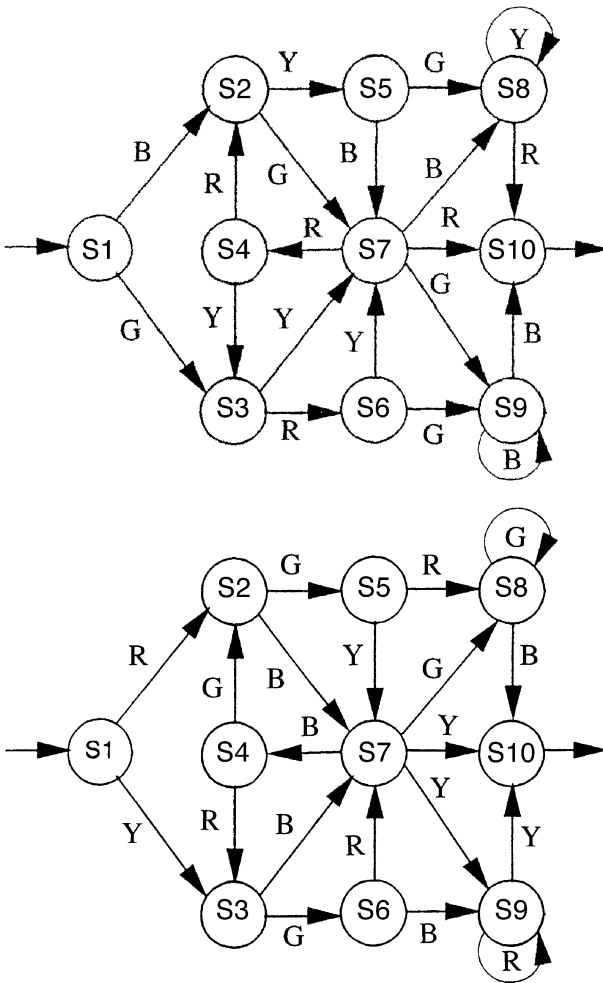 Y
Y G
S2 S5 S8
B
R G B B R
R R
S1 S4 S7 S10
G
G Y Y Y B
S3 S6 S9
R G
B
G
G R
S2 S5 S8
R
G B Y G B
B Y
S1 S4 S7 S10
Y
Y R B R Y
S3 S6 S9
G B
R